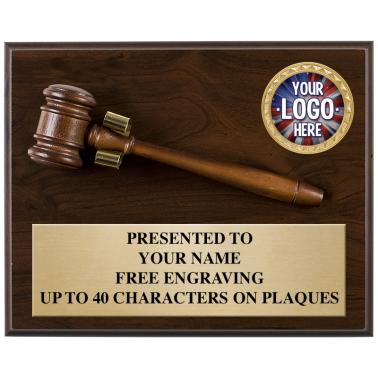 YOUR
LOGO
HERE
PRESENTED TO
YOUR NAME
FREE ENGRAVING
UP TO 40 CHARACTERS ON PLAQUES